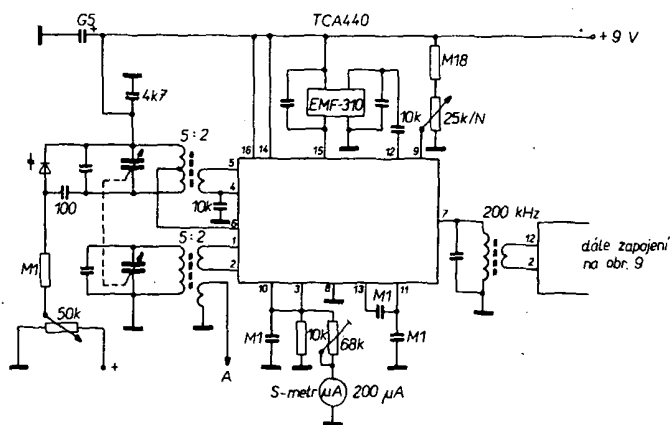 G5
+
TCA440
+ 9 V
4k7
EMF-310
M18
10k
25k/N
5:2
16
14
15
12
9
5
4
100
10k
6
7
200 kHz
5:2
1
2
12
2
dále zapojení
na obr. 9
M1
10
3
8
13
11
M1
M1
10k
68k
M1
50k
+
A
S-metr
µA
200 µA